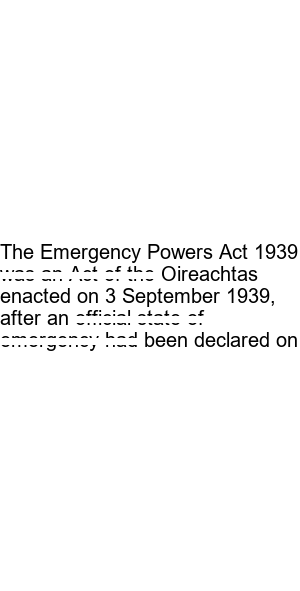 The Emergency Powers Act 1939
was an Act of the Oireachtas
enacted on 3 September 1939,
after an official state of
emergency had been declared on